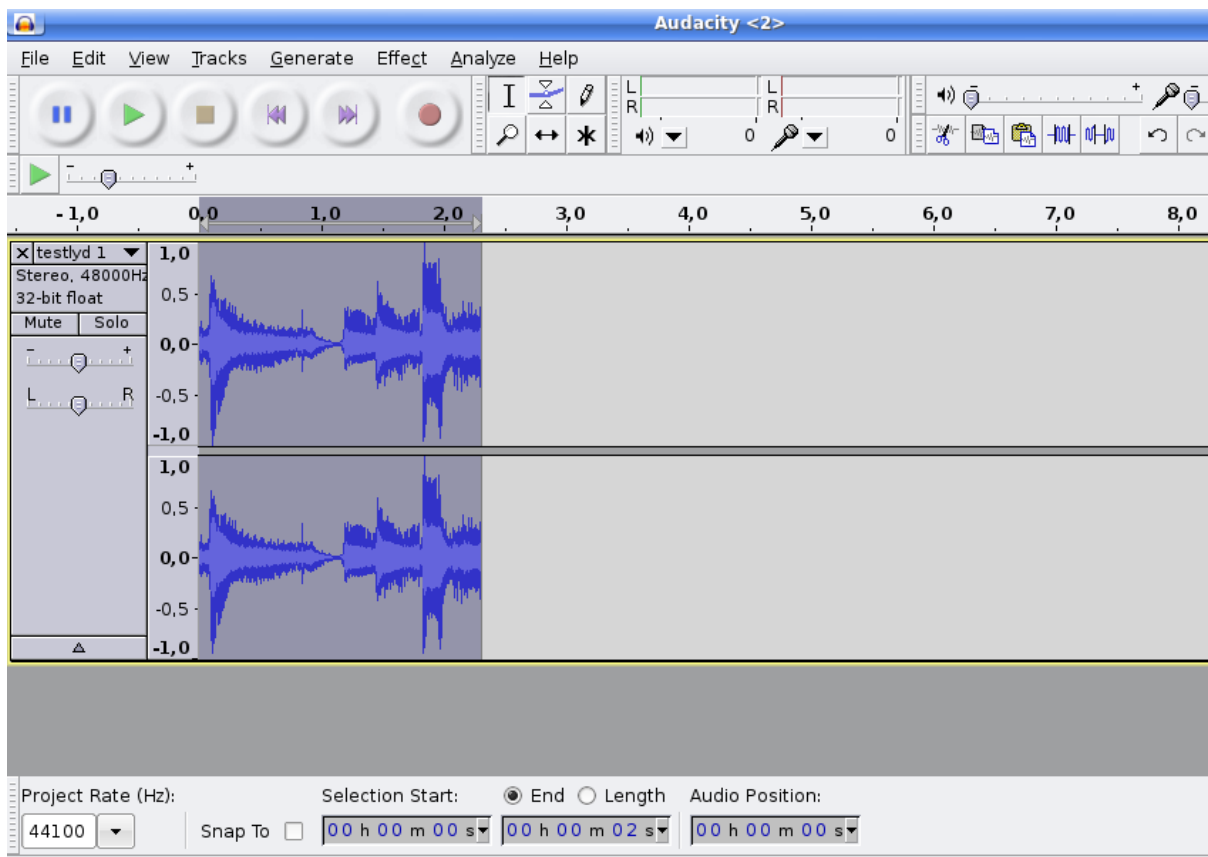 Audacity <2>
File Edit View Tracks Generate Effect Analyze Help
L L
R R
0 0
- +
- 1,0 0,0 1,0 2,0 3,0 4,0 5,0 6,0 7,0 8,0
testlyd 1 1,0
Stereo, 48000Hz
32-bit float 0,5
Mute Solo
- + 0,0
L R -0,5
-1,0
1,0
0,5
0,0
-0,5
-1,0
Project Rate (Hz): Selection Start: End Length Audio Position:
44100 Snap To 00 h 00 m 00 s 00 h 00 m 02 s 00 h 00 m 00 s